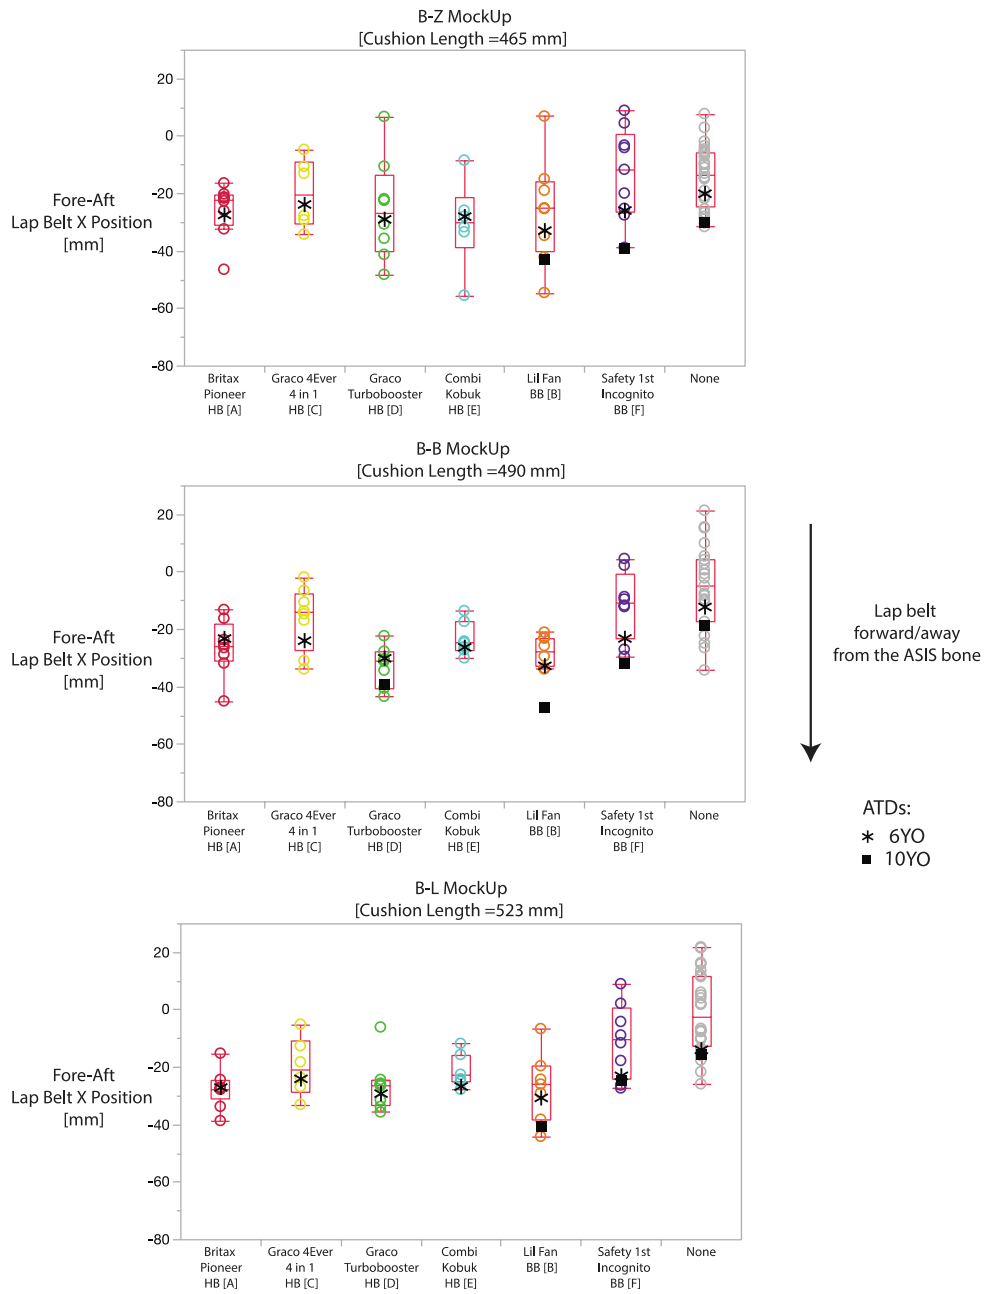 B-Z MockUp
[Cushion Length =465 mm]
20
0
-20
-40
-60
-80
Fore-Aft
Lap Belt X Position
[mm]
Britax
Pioneer
HB [A]
Graco 4Ever
4 in 1
HB [C]
Graco
Turbobooster
HB [D]
Combi
Kobuk
HB [E]
Lil Fan
BB [B]
Safety 1st
Incognito
BB [F]
None
B-B MockUp
[Cushion Length =490 mm]
20
0
-20
-40
-60
-80
Fore-Aft
Lap Belt X Position
[mm]
Britax
Pioneer
HB [A]
Graco 4Ever
4 in 1
HB [C]
Graco
Turbobooster
HB [D]
Combi
Kobuk
HB [E]
Lil Fan
BB [B]
Safety 1st
Incognito
BB [F]
None
Lap belt
forward/away
from the ASIS bone
ATDs:
6YO
10YO
B-L MockUp
[Cushion Length =523 mm]
20
0
-20
-40
-60
-80
Fore-Aft
Lap Belt X Position
[mm]
Britax
Pioneer
HB [A]
Graco 4Ever
4 in 1
HB [C]
Graco
Turbobooster
HB [D]
Combi
Kobuk
HB [E]
Lil Fan
BB [B]
Safety 1st
Incognito
BB [F]
None